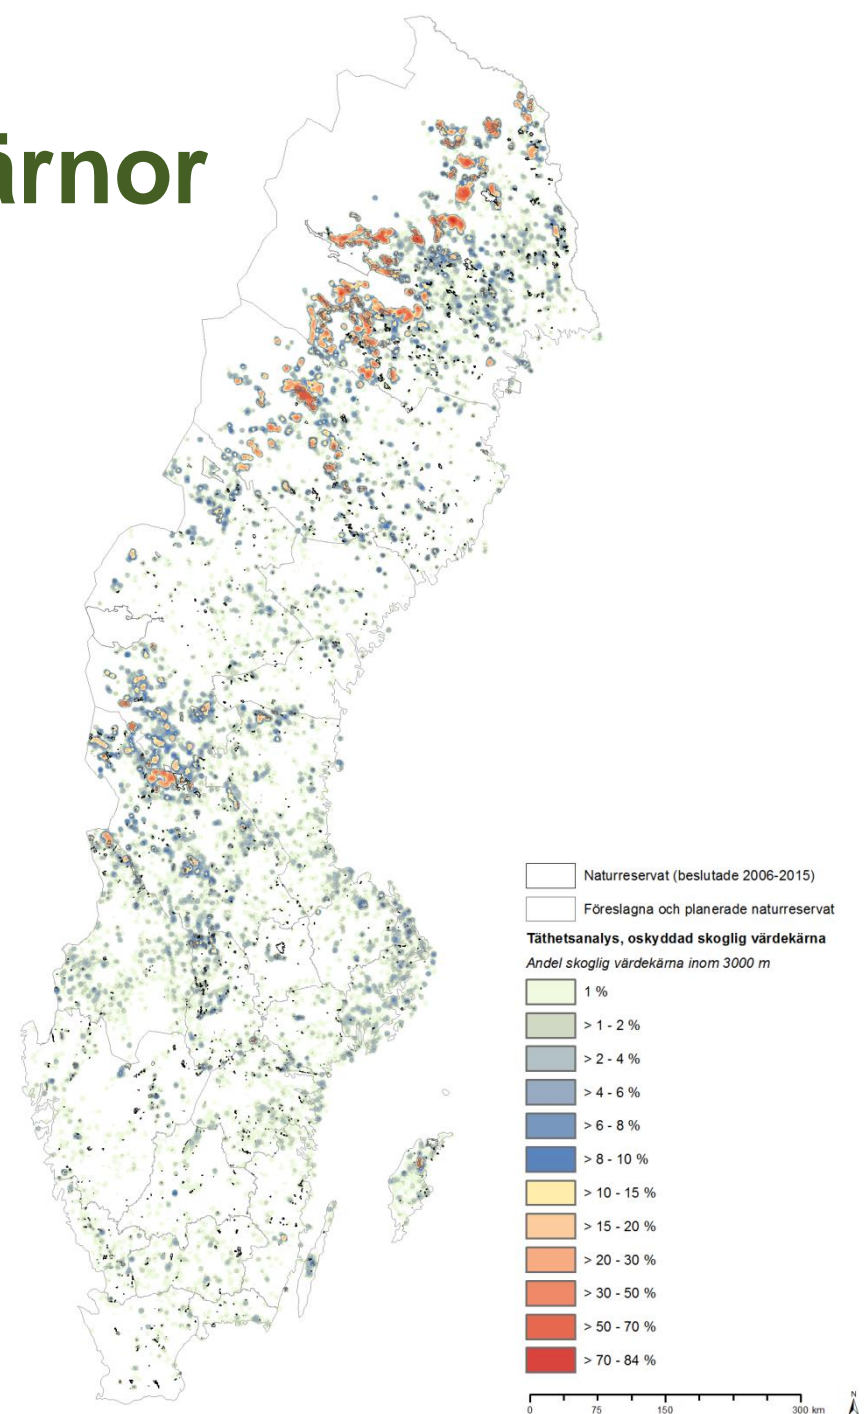 ärnor
Naturreservat (beslutade 2006-2015)
Föreslagna och planerade naturreservat
Täthetsanalys, oskyddad skoglig värdekärna
Andel skoglig värdekärna inom 3000 m
1 %
> 1 - 2 %
> 2 - 4 %
> 4 - 6 %
> 6 - 8 %
> 8 - 10 %
> 10 - 15 %
> 15 - 20 %
> 20 - 30 %
> 30 - 50 %
> 50 - 70 %
> 70 - 84 %
0 75 150 300 km
N